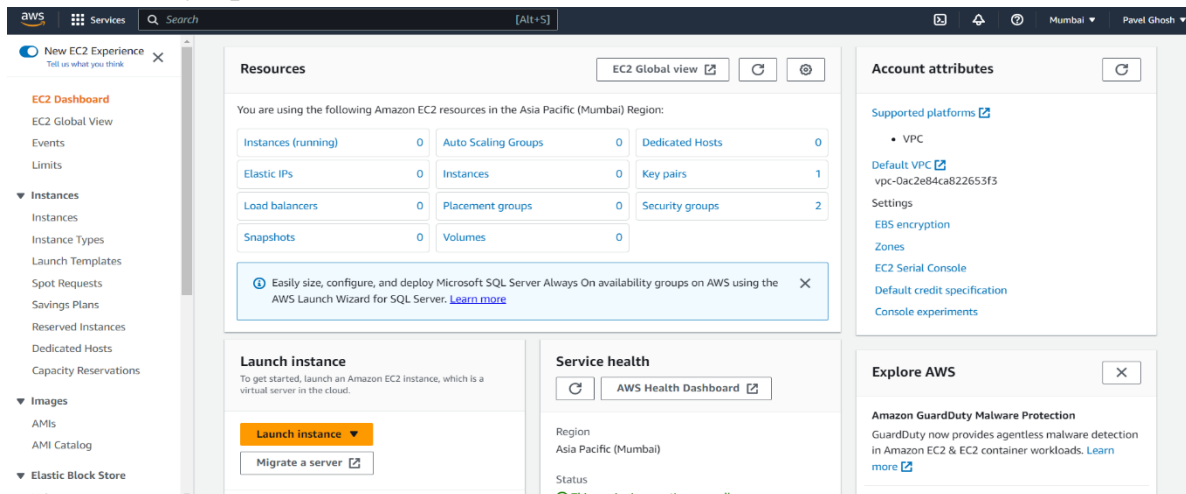 aws
Services
Search
[Alt+S]
Mumbai
Pavel Ghosh
New EC2 Experience
Tell us what you think
EC2 Dashboard
EC2 Global View
Events
Limits
Instances
Instances
Instance Types
Launch Templates
Spot Requests
Savings Plans
Reserved Instances
Dedicated Hosts
Capacity Reservations
Images
AMIs
AMI Catalog
Elastic Block Store
Resources
EC2 Global view
You are using the following Amazon EC2 resources in the Asia Pacific (Mumbai) Region:
Instances (running) 0
Auto Scaling Groups 0
Dedicated Hosts 0
Elastic IPs 0
Instances 0
Key pairs 1
Load balancers 0
Placement groups 0
Security groups 2
Snapshots 0
Volumes 0
Easily size, configure, and deploy Microsoft SQL Server Always On availability groups on AWS using the
AWS Launch Wizard for SQL Server. Learn more
Launch instance
To get started, launch an Amazon EC2 instance, which is a
virtual server in the cloud.
Launch instance
Migrate a server
Service health
AWS Health Dashboard
Region
Asia Pacific (Mumbai)
Status
Account attributes
Supported platforms
• VPC
Default VPC
vpc-0ac2e84ca822653f3
Settings
EBS encryption
Zones
EC2 Serial Console
Default credit specification
Console experiments
Explore AWS
Amazon GuardDuty Malware Protection
GuardDuty now provides agentless malware detection
in Amazon EC2 & EC2 container workloads. Learn
more